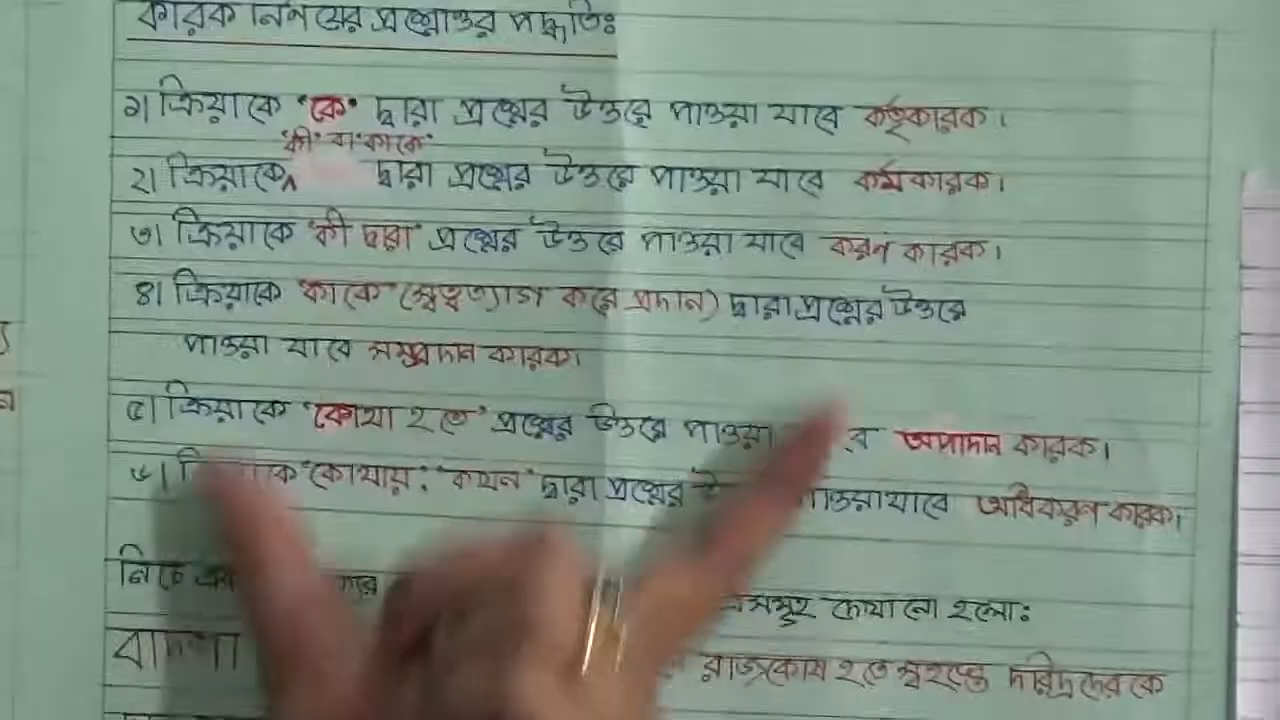 কারক নির্ণয়ের প্রশ্নোত্তর পদ্ধতিঃ
১। ক্রিয়াকে "কে" দ্বারা প্রশ্নের উত্তরে পাওয়া যাবে কর্তৃকারক।
'কী' বা 'কাকে'
২। ক্রিয়াকে^ দ্বারা প্রশ্নের উত্তরে পাওয়া যাবে কর্মকারক।
৩। ক্রিয়াকে 'কী দ্বারা' প্রশ্নের উত্তরে পাওয়া যাবে করণ কারক।
৪। ক্রিয়াকে 'কাকে' (স্বত্বত্যাগ করে প্রদান) দ্বারা প্রশ্নের উত্তরে
পাওয়া যাবে সম্প্রদান কারক।
৫। ক্রিয়াকে 'কোথা হতে' প্রশ্নের উত্তরে পাওয়া অপাদান কারক।
৬। 'কোথায়', 'কখন' দ্বারা প্রশ্নের পাওয়া যাবে অধিকরণ কারক।
নিচে দেখানো হলোঃ
বাদশা রাজকোষ হতে স্বহস্তে দরিদ্রদেরকে